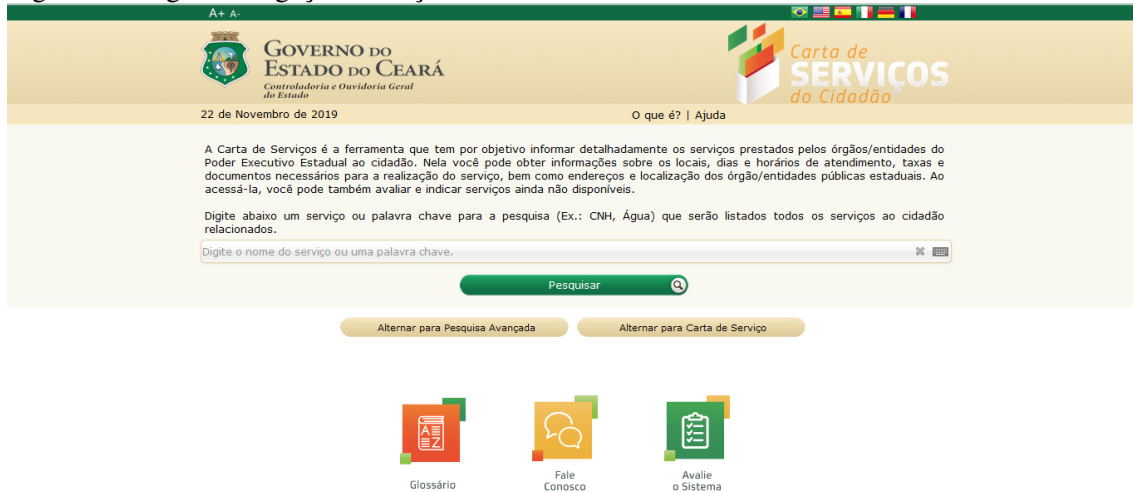 A+ A-
GOVERNO DO
ESTADO DO CEARÁ
Controladoria e Ouvidoria Geral
do Estado
Carta de
SERVIÇOS
do Cidadão
22 de Novembro de 2019
O que é? | Ajuda
A Carta de Serviços é a ferramenta que tem por objetivo informar detalhadamente os serviços prestados pelos órgãos/entidades do
Poder Executivo Estadual ao cidadão. Nela você pode obter informações sobre os locais, dias e horários de atendimento, taxas e
documentos necessários para a realização do serviço, bem como endereços e localização dos órgão/entidades públicas estaduais. Ao
acessá-la, você pode também avaliar e indicar serviços ainda não disponíveis.
Digite abaixo um serviço ou palavra chave para a pesquisa (Ex.: CNH, Água) que serão listados todos os serviços ao cidadão
relacionados.
Digite o nome do serviço ou uma palavra chave.
Pesquisar
Alternar para Pesquisa Avançada
Alternar para Carta de Serviço
A
Z
Glossário
Fale
Conosco
Avalie
o Sistema